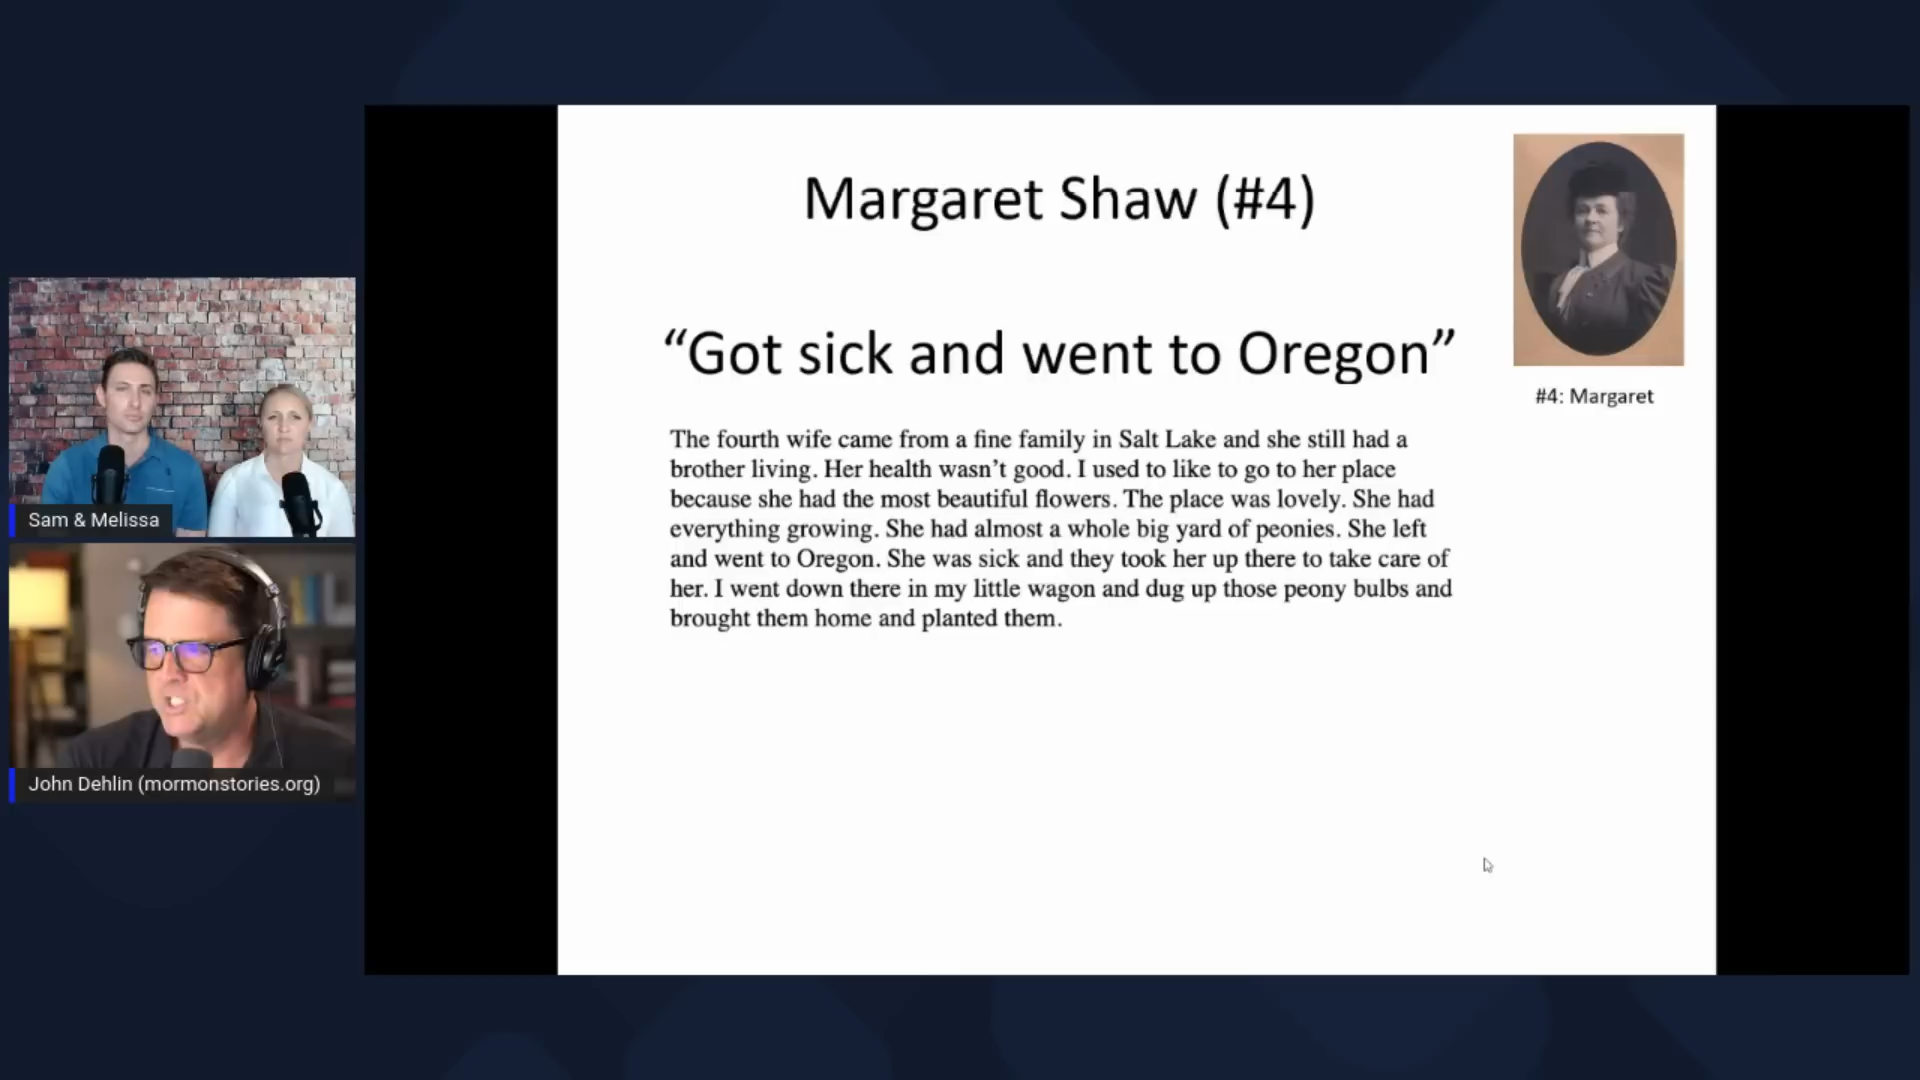 Margaret Shaw (#4)
“Got sick and went to Oregon”
#4: Margaret
The fourth wife came from a fine family in Salt Lake and she still had a
brother living. Her health wasn’t good. I used to like to go to her place
because she had the most beautiful flowers. The place was lovely. She had
everything growing. She had almost a whole big yard of peonies. She left
and went to Oregon. She was sick and they took her up there to take care of
her. I went down there in my little wagon and dug up those peony bulbs and
brought them home and planted them.
Sam & Melissa
John Dehlin (mormonstories.org)